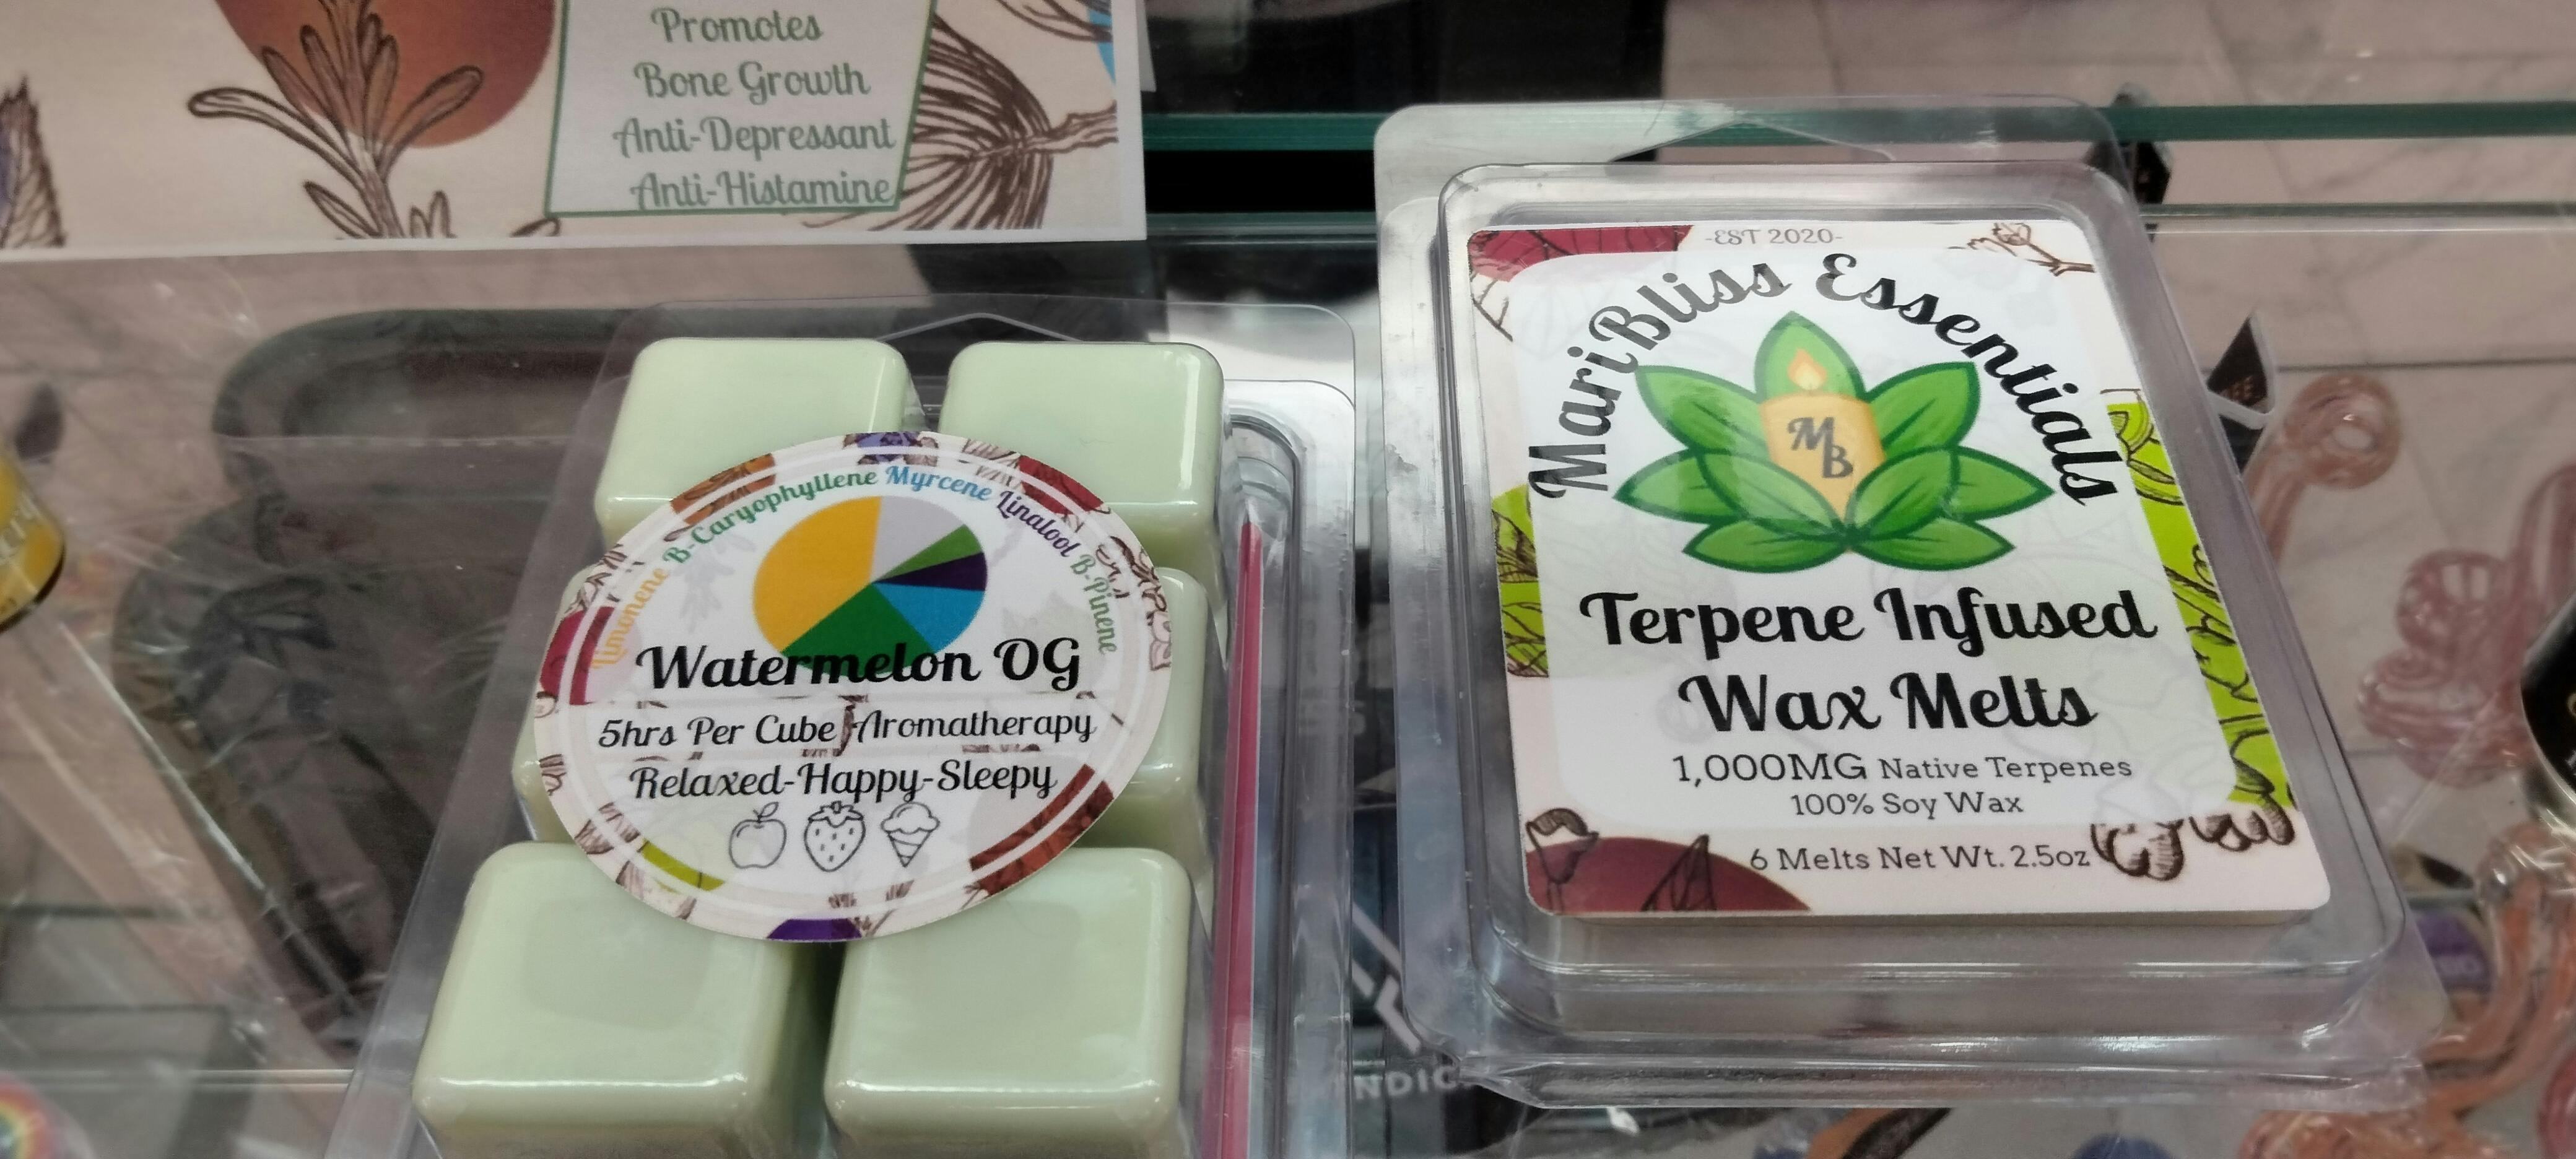 Promotes
Bone Growth
Anti-Depressant
Anti-Histamine
Limonene B-Caryophyllene Myrcene Linalool B-Pinene
Watermelon OG
5hrs Per Cube Aromatherapy
Relaxed-Happy-Sleepy
-EST 2020-
MariBliss Essentials
MB
Terpene Infused
Wax Melts
1,000MG Native Terpenes
100% Soy Wax
6 Melts Net Wt. 2.5oz